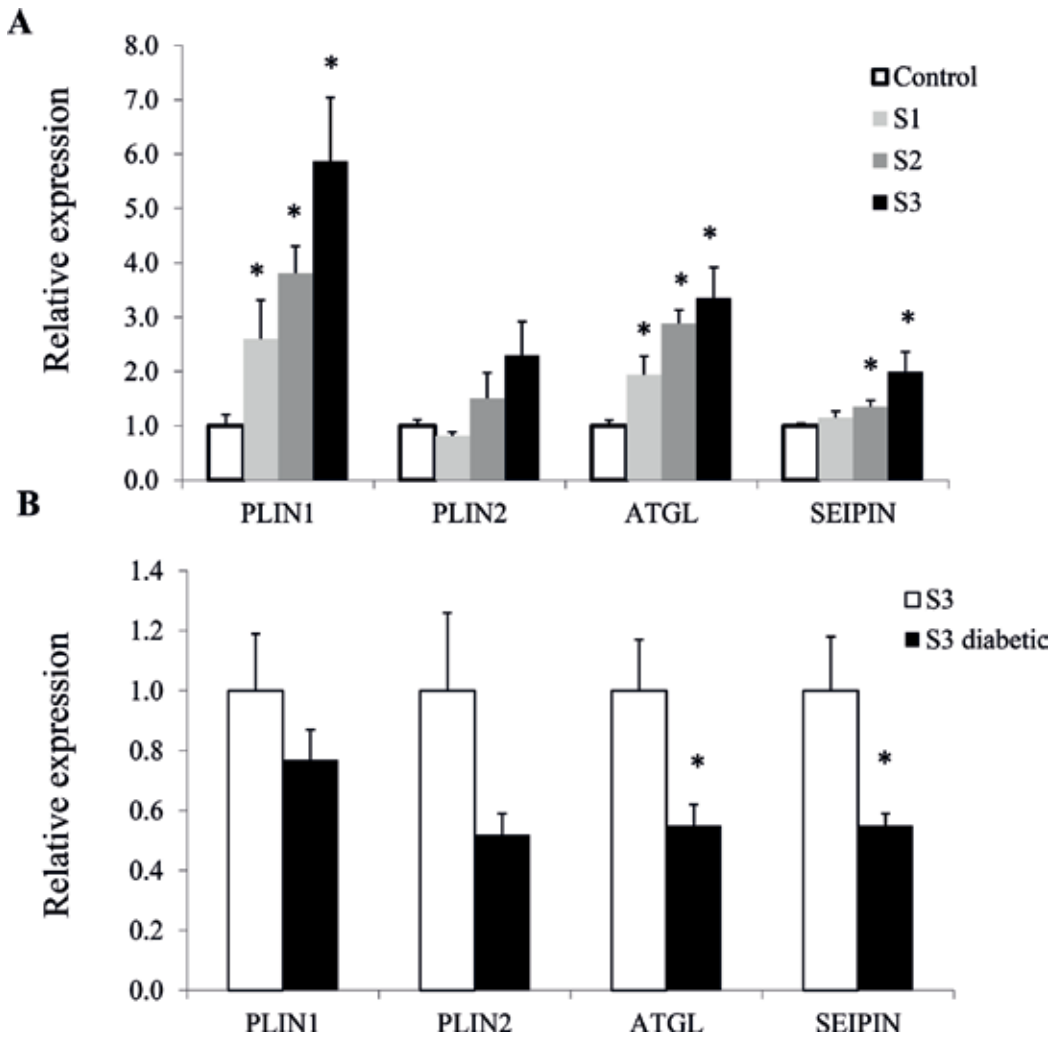 A
Relative expression
8.0
7.0
6.0
5.0
4.0
3.0
2.0
1.0
0.0
*
*
*
*
*
*
*
*
Control
S1
S2
S3
PLIN1 PLIN2 ATGL SEIPIN
B
Relative expression
1.4
1.2
1.0
0.8
0.6
0.4
0.2
0.0
*
*
S3
S3 diabetic
PLIN1 PLIN2 ATGL SEIPIN